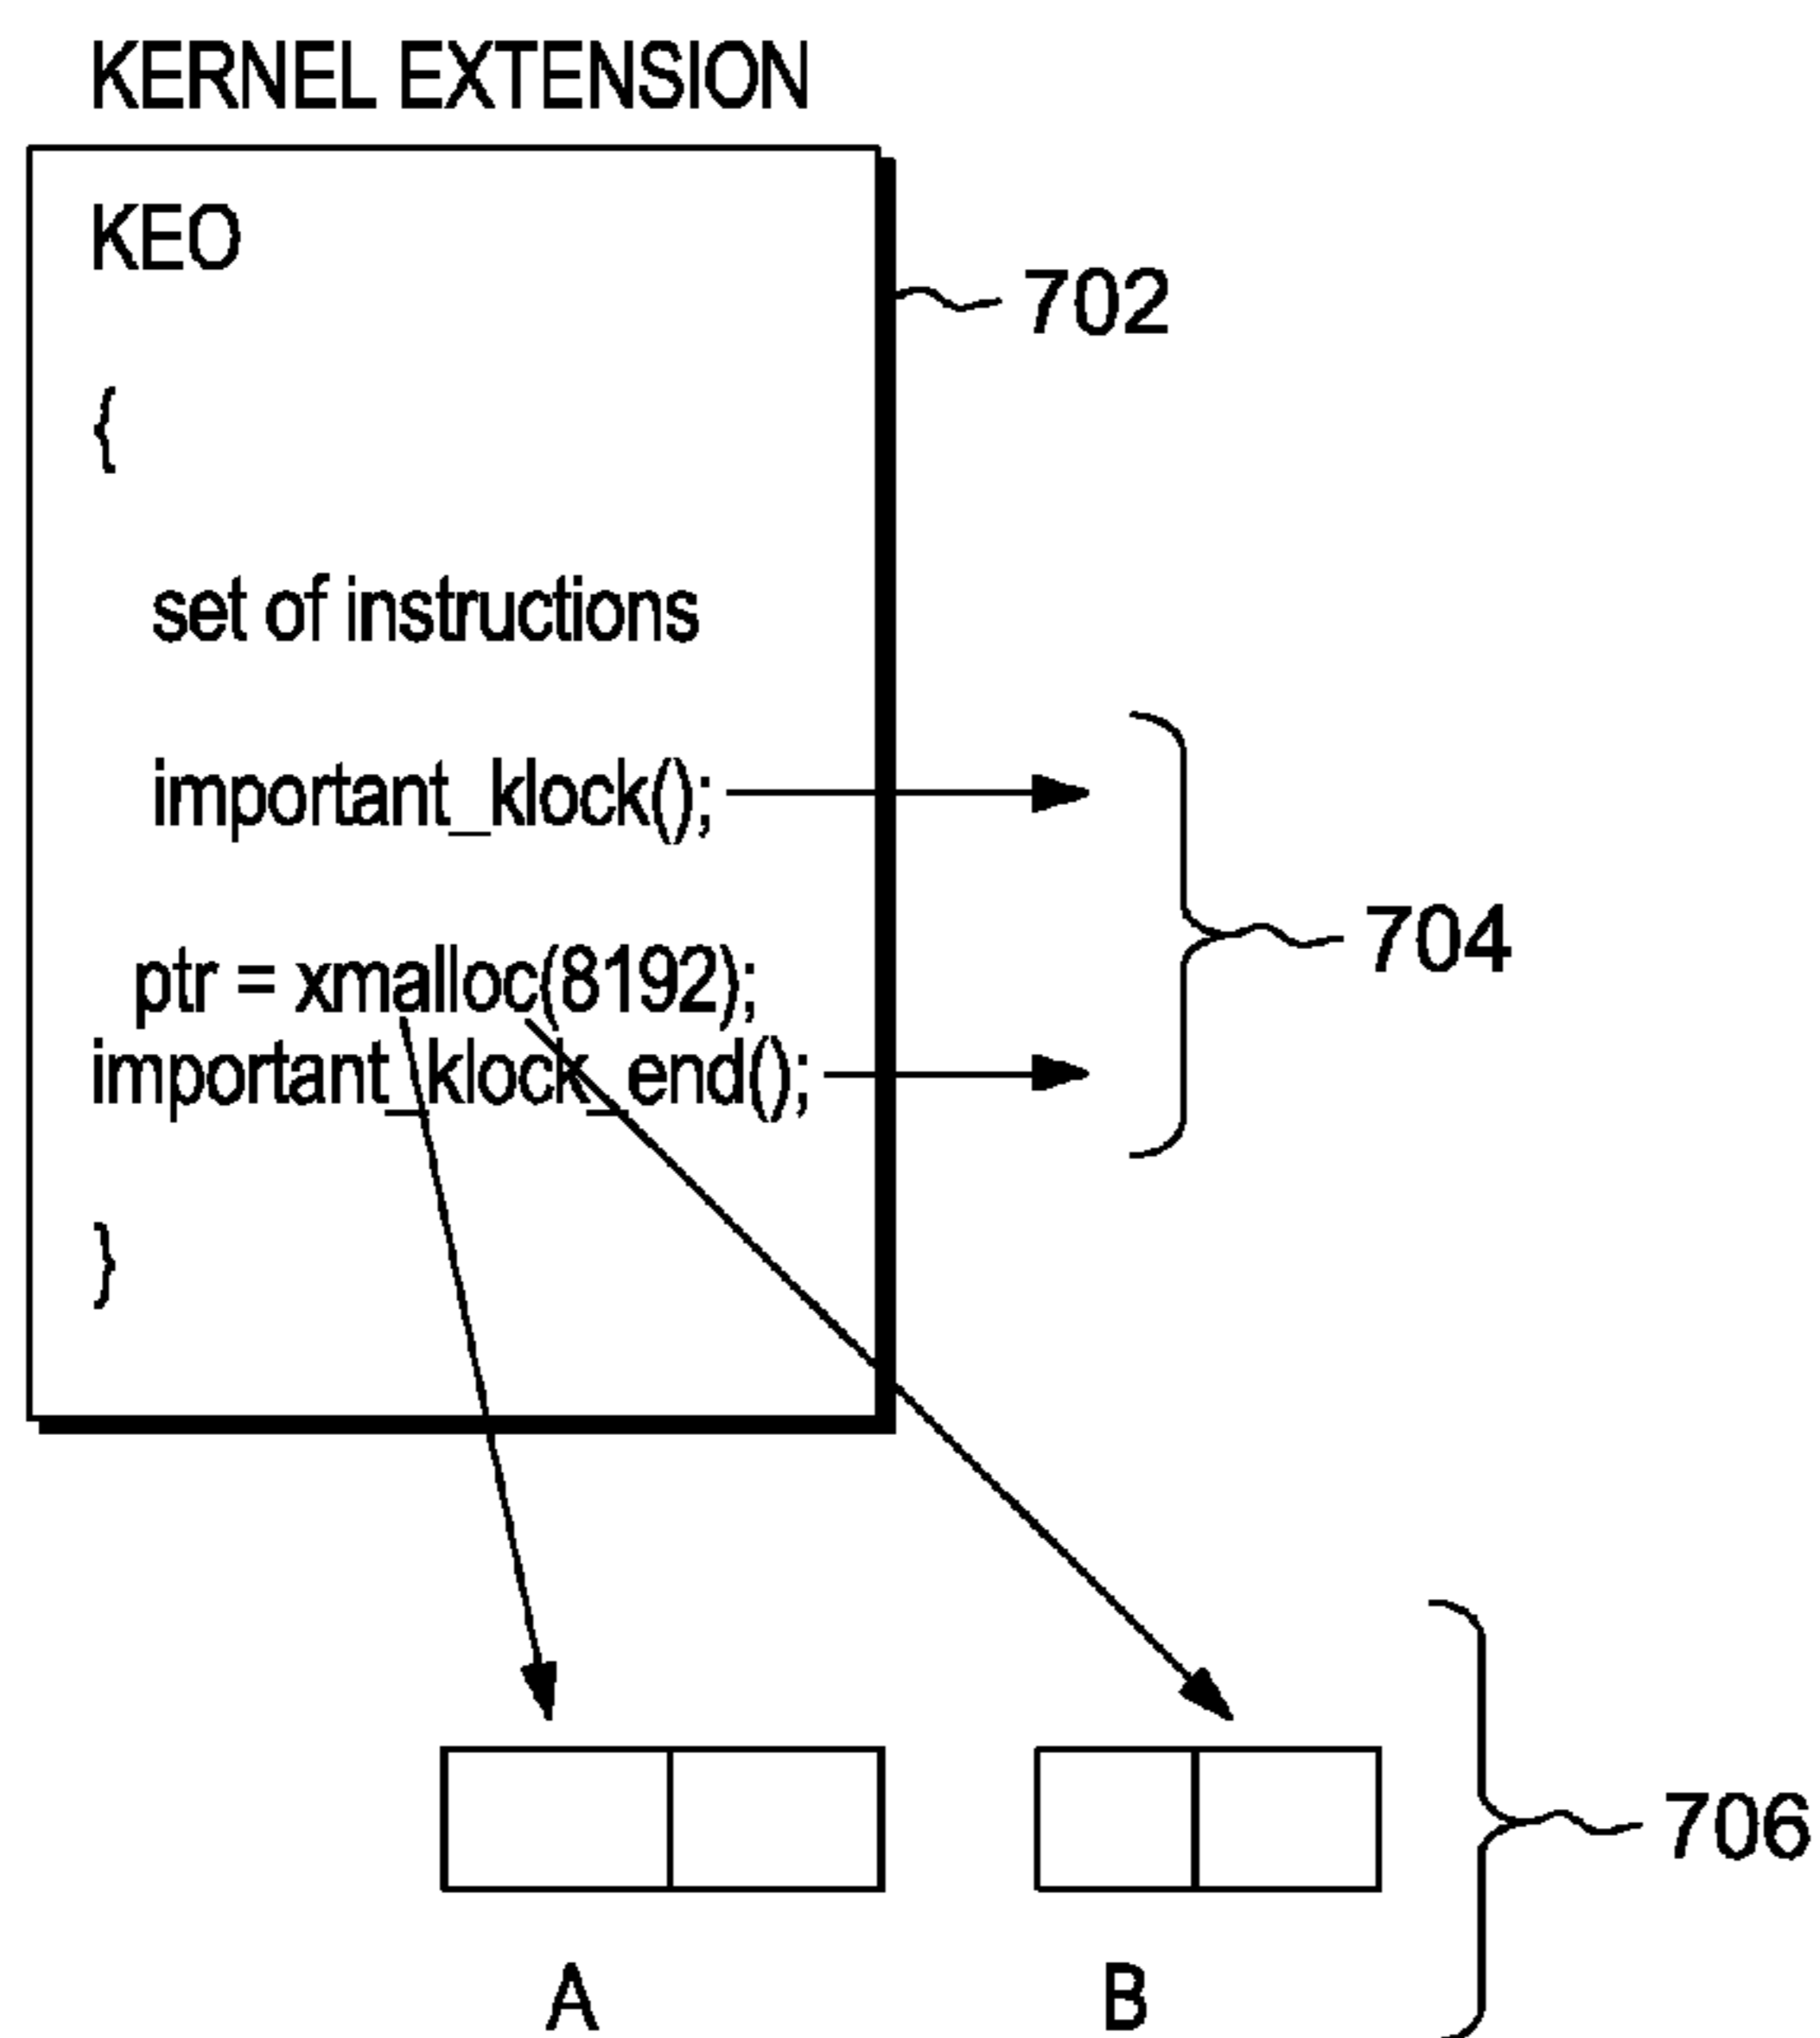 KERNEL EXTENSION
KEO
702
{
set of instructions
important_klock();
704
ptr = xmalloc(8192);
important_klock_end();
}
706
A B